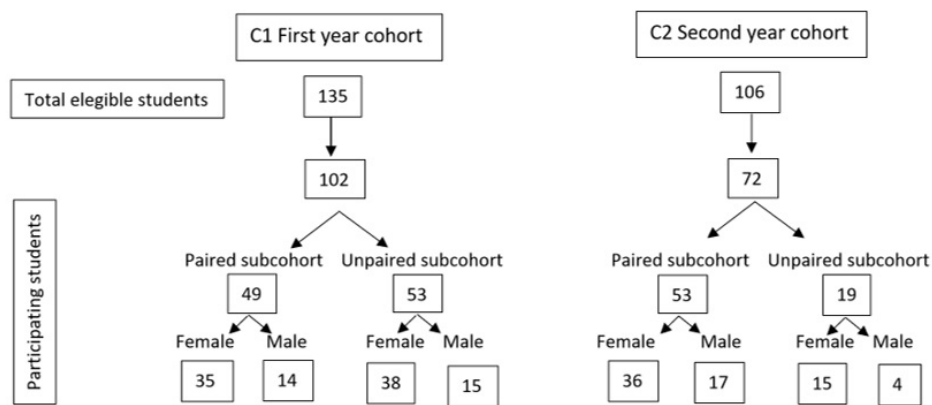 C1 First year cohort
C2 Second year cohort
Total elegible students
135
106
102
72
Participating students
Paired subcohort
Unpaired subcohort
Paired subcohort
Unpaired subcohort
49
53
53
19
Female
Male
Female
Male
Female
Male
Female
Male
35
14
38
15
36
17
15
4